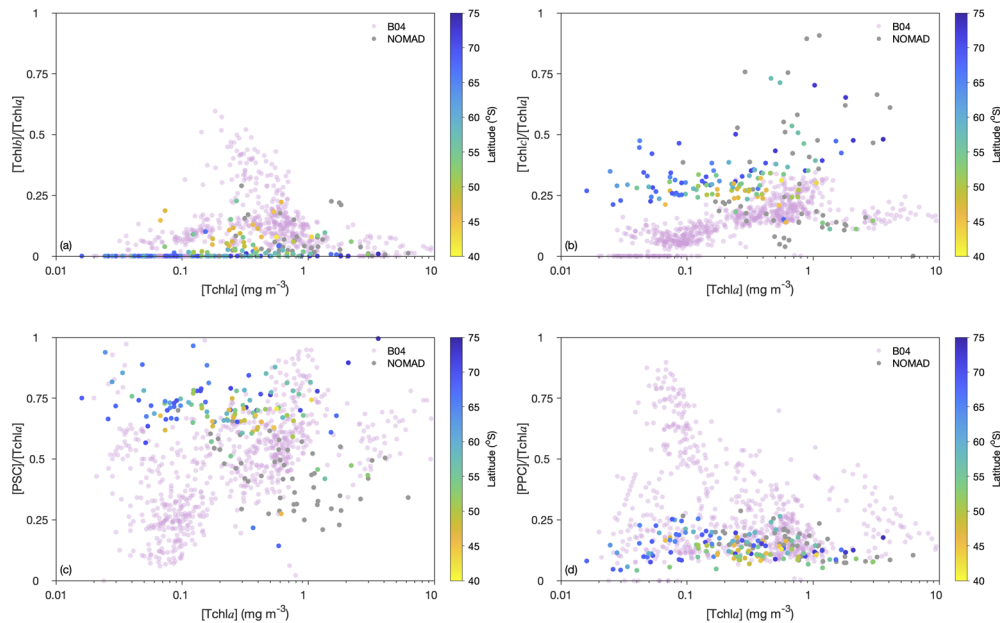 1
0.75
0.5
0.25
0
[Tchlb]/[Tchla]
(a)
B04
NOMAD
0.01
0.1
1
10
[Tchla] (mg m⁻³)
75
70
65
60
55
50
45
40
Latitude (°S)
1
0.75
0.5
0.25
0
[Tchlc]/[Tchla]
(b)
B04
NOMAD
0.01
0.1
1
10
[Tchla] (mg m⁻³)
75
70
65
60
55
50
45
40
Latitude (°S)
1
0.75
0.5
0.25
0
[PSC]/[Tchla]
(c)
B04
NOMAD
0.01
0.1
1
10
[Tchla] (mg m⁻³)
75
70
65
60
55
50
45
40
Latitude (°S)
1
0.75
0.5
0.25
0
[PPC]/[Tchla]
(d)
B04
NOMAD
0.01
0.1
1
10
[Tchla] (mg m⁻³)
75
70
65
60
55
50
45
40
Latitude (°S)